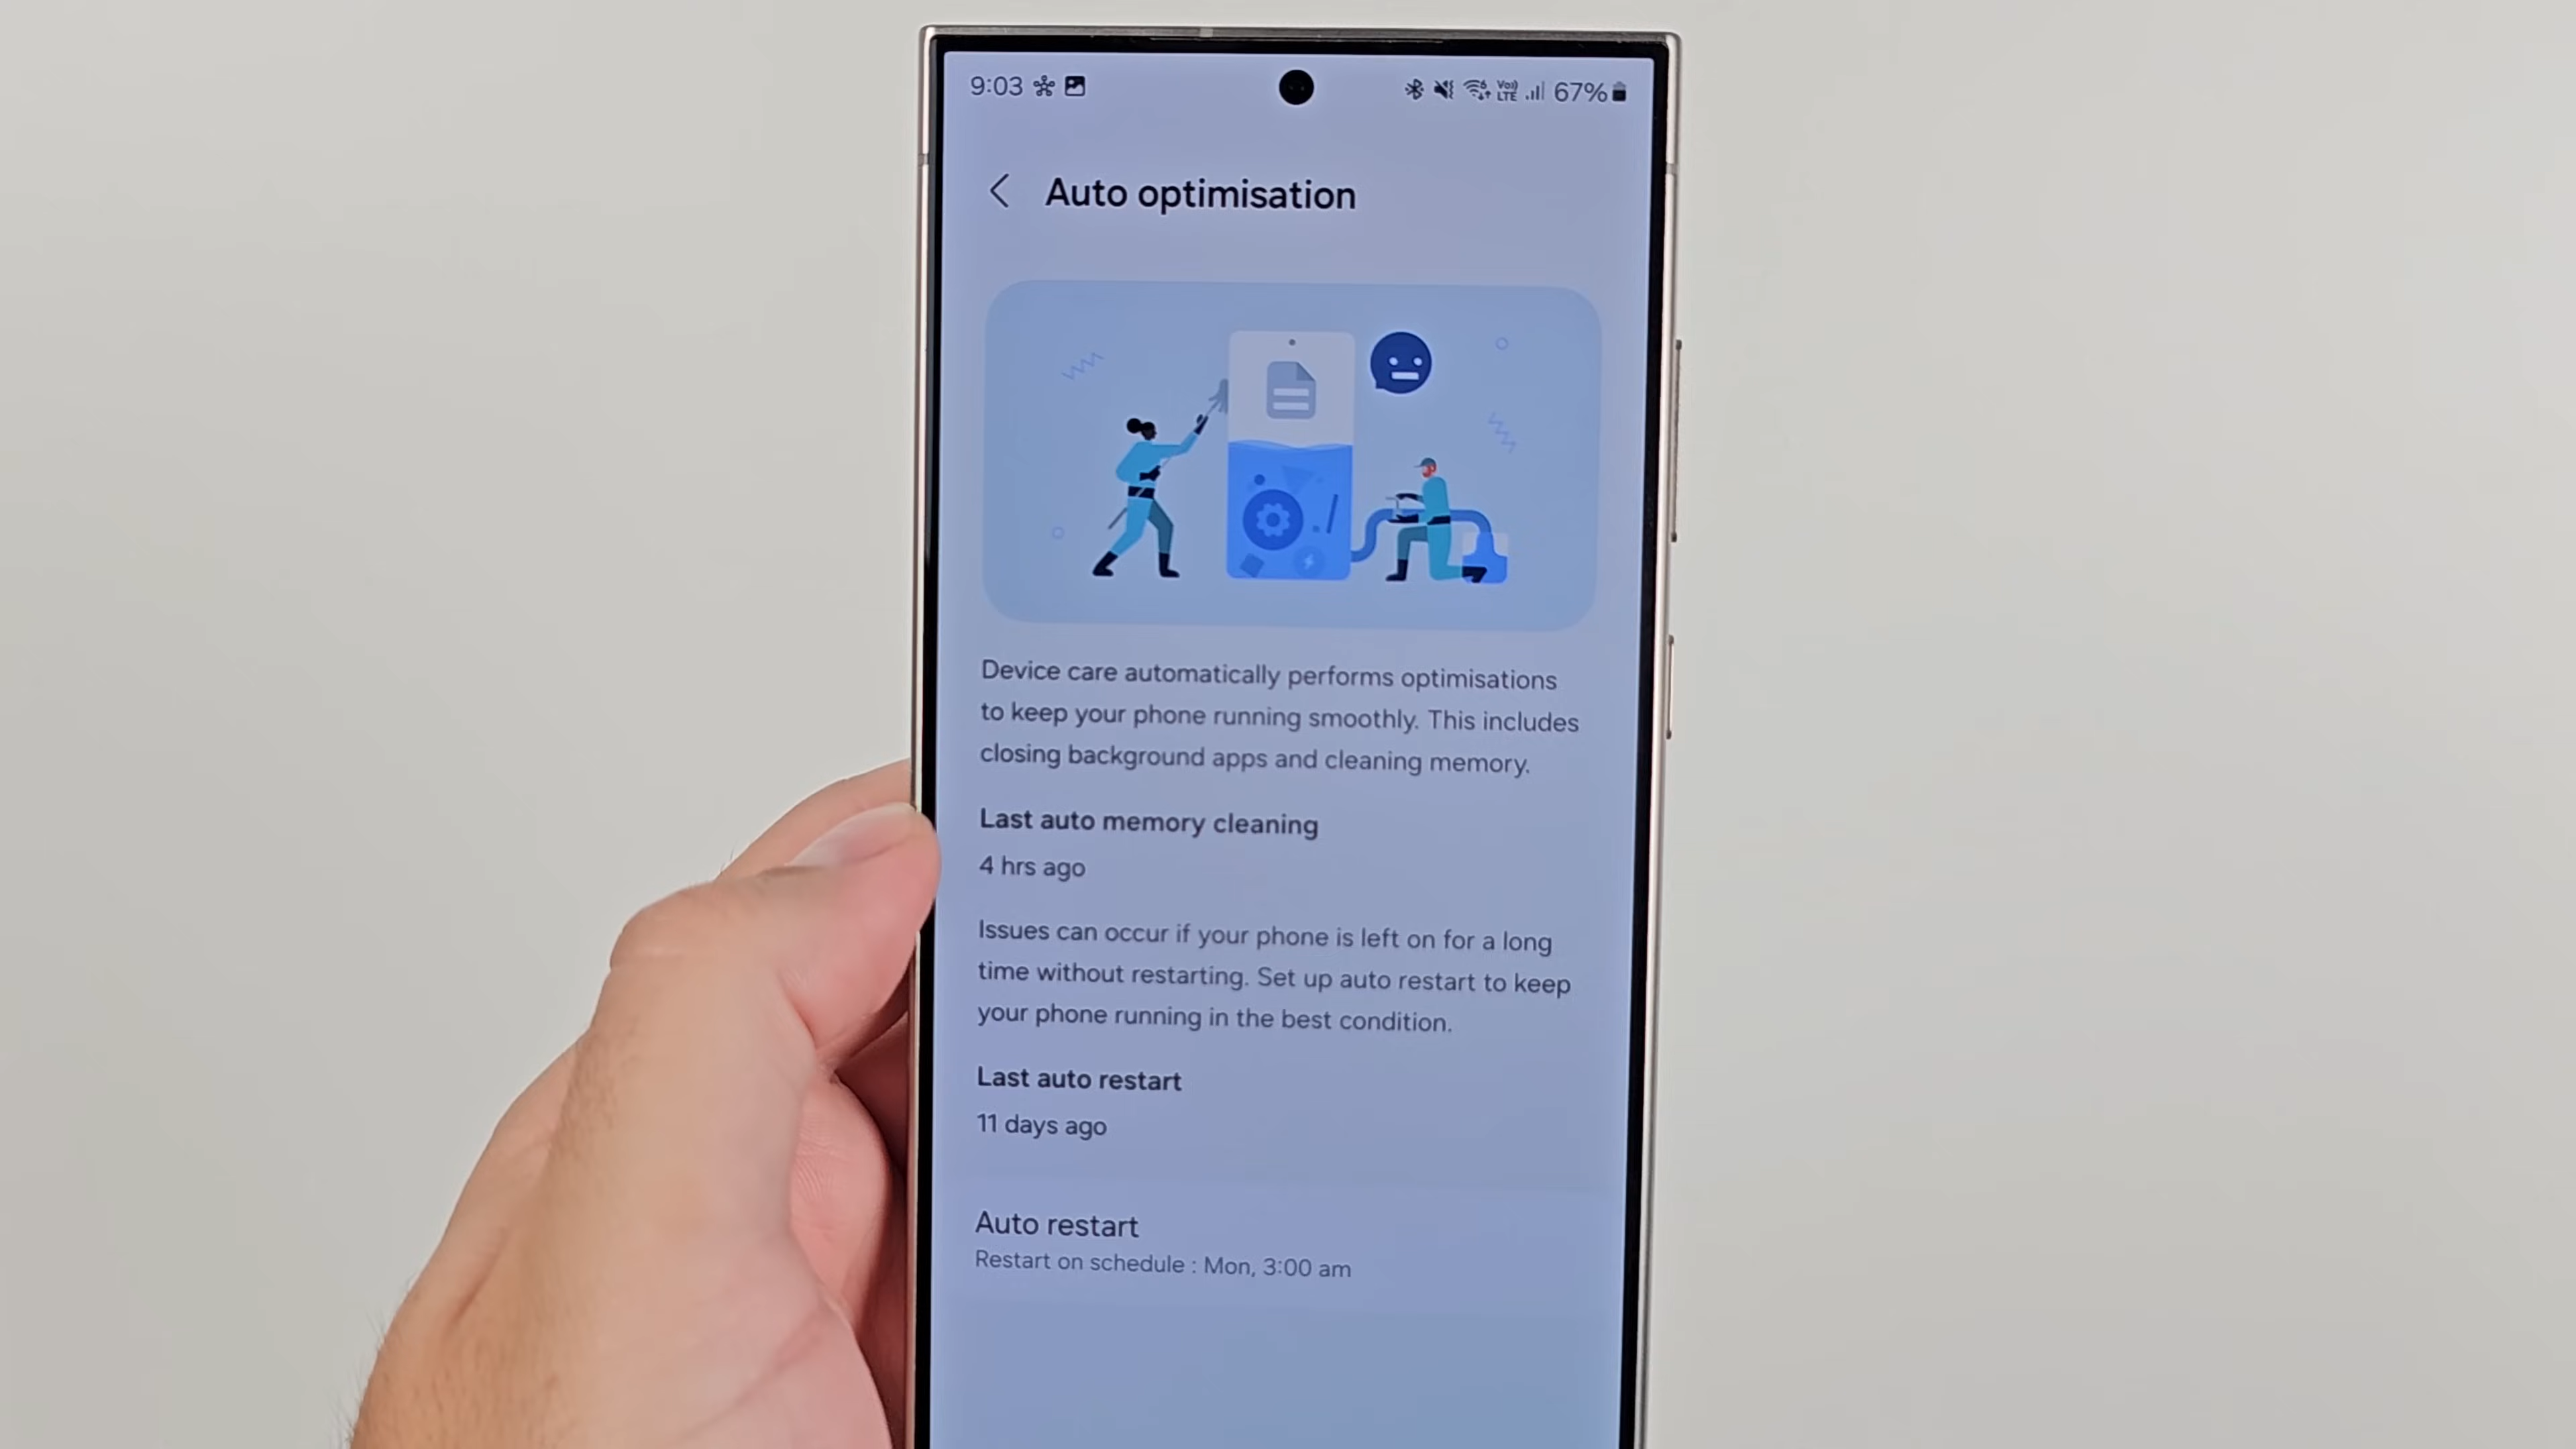 9:03
Vo))
LTE
67%
Auto optimisation
Device care automatically performs optimisations
to keep your phone running smoothly. This includes
closing background apps and cleaning memory.
Last auto memory cleaning
4 hrs ago
Issues can occur if your phone is left on for a long
time without restarting. Set up auto restart to keep
your phone running in the best condition.
Last auto restart
11 days ago
Auto restart
Restart on schedule : Mon, 3:00 am